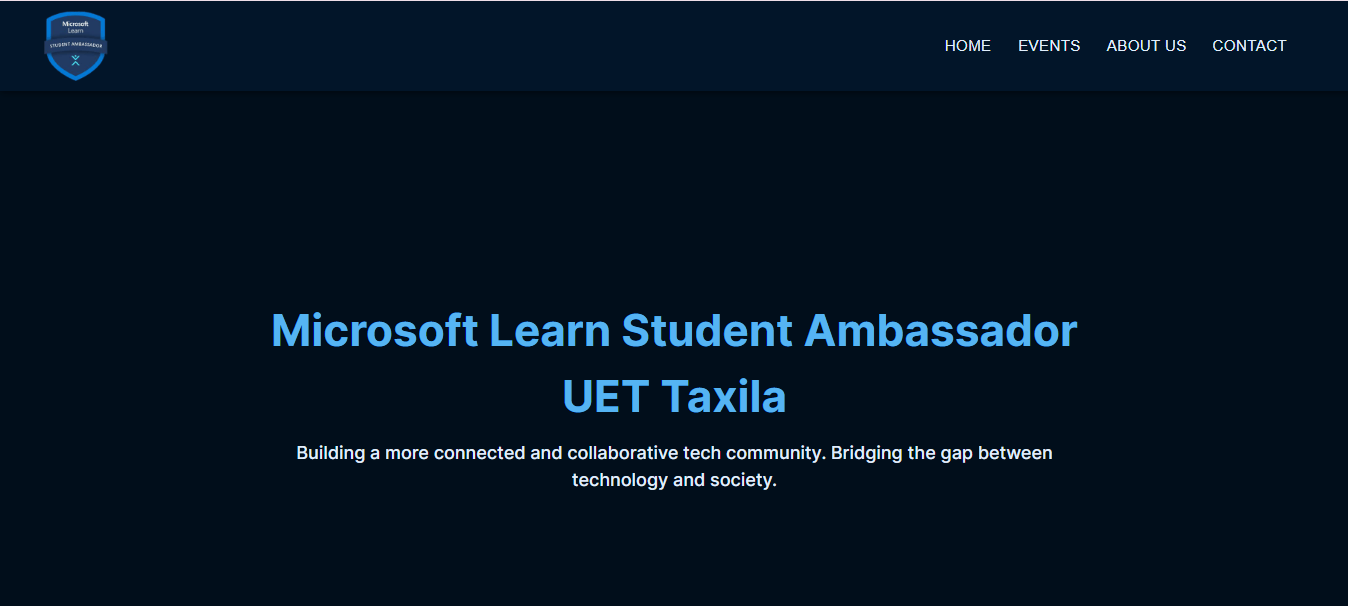 Microsoft
Learn
STUDENT AMBASSADOR
HOME EVENTS ABOUT US CONTACT
Microsoft Learn Student Ambassador
UET Taxila
Building a more connected and collaborative tech community. Bridging the gap between
technology and society.